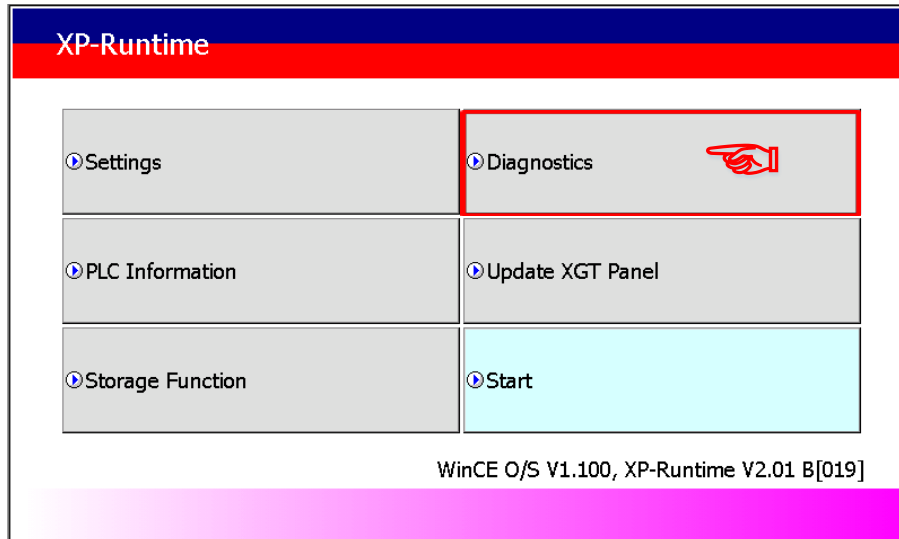 XP-Runtime
Settings
Diagnostics
PLC Information
Update XGT Panel
Storage Function
Start
WinCE O/S V1.100, XP-Runtime V2.01 B[019]